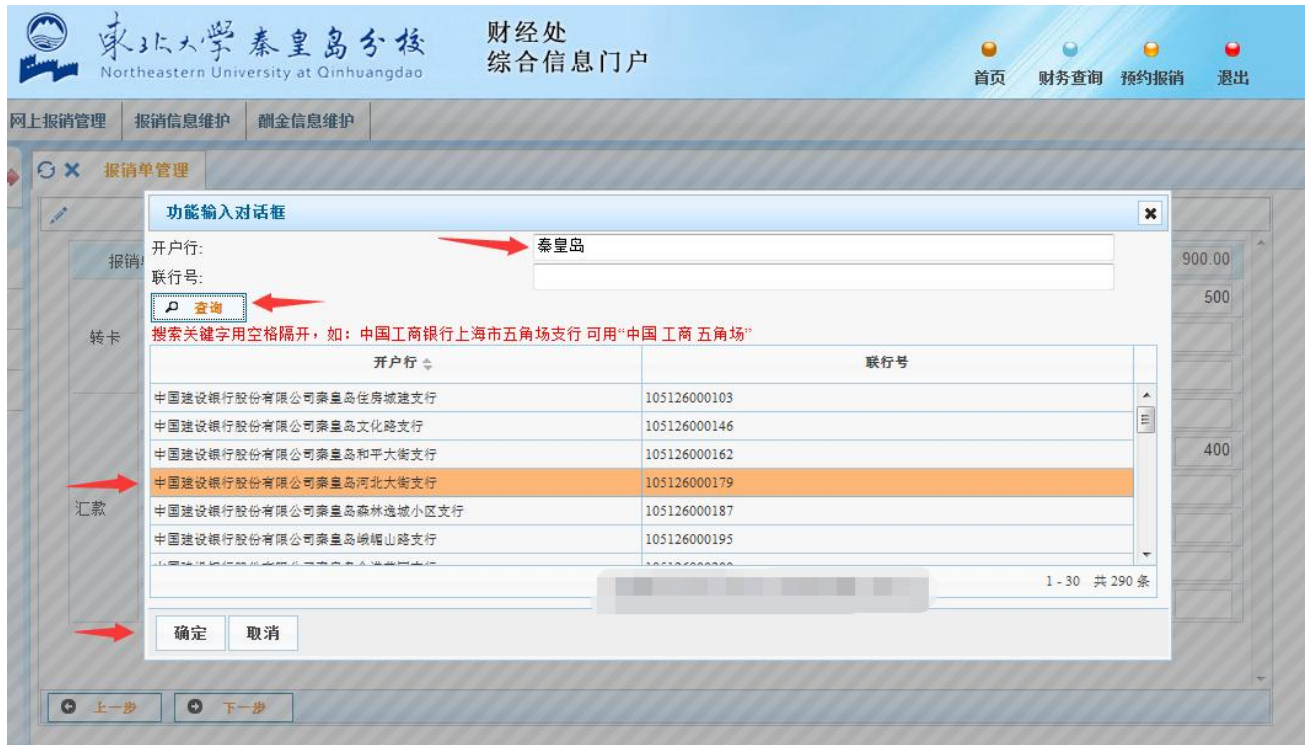 東北大学秦皇岛分校
Northeastern University at Qinhuangdao
财经处
综合信息门户
首页 财务查询 预约报销 退出
网上报销管理 报销信息维护 酬金信息维护
报销单管理
功能输入对话框
开户行: 秦皇岛
报销 900.00
联行号:
查询 500
搜索关键字用空格隔开，如：中国工商银行上海市五角场支行 可用“中国 工商 五角场”
转卡
开户行 联行号
中国建设银行股份有限公司秦皇岛住房城建支行 105126000103
中国建设银行股份有限公司秦皇岛文化路支行 105126000146
中国建设银行股份有限公司秦皇岛和平大街支行 105126000162
400
中国建设银行股份有限公司秦皇岛河北大街支行 105126000179
汇款
中国建设银行股份有限公司秦皇岛森林逸城小区支行 105126000187
中国建设银行股份有限公司秦皇岛峨嵋山路支行 105126000195
1 - 30 共 290 条
确定 取消
上一步 下一步